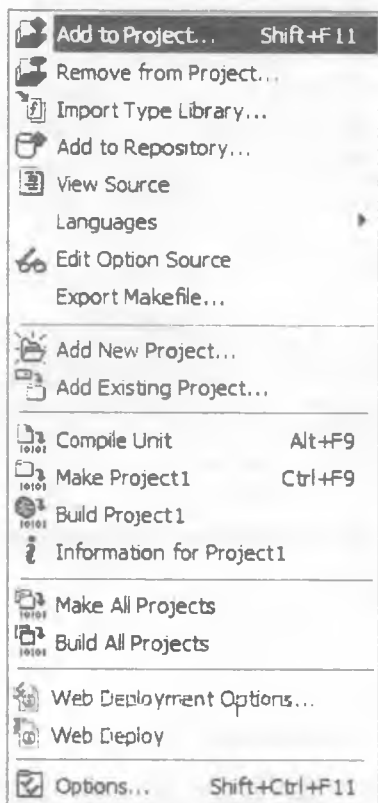 Add to Project... Shift+F11
Remove from Project...
Import Type Library...
Add to Repository...
View Source
Languages
Edit Option Source
Export Makefile...
Add New Project...
Add Existing Project...
Compile Unit Alt+F9
Make Project1 Ctrl+F9
Build Project1
Information for Project1
Make All Projects
Build All Projects
Web Deployment Options...
Web Deploy
Options... Shift+Ctrl+F11